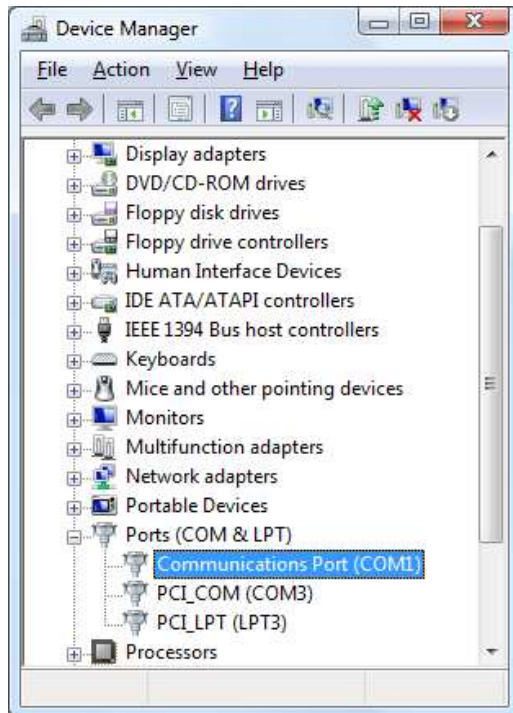 Device Manager
File Action View Help
Display adapters
DVD/CD-ROM drives
Floppy disk drives
Floppy drive controllers
Human Interface Devices
IDE ATA/ATAPI controllers
IEEE 1394 Bus host controllers
Keyboards
Mice and other pointing devices
Monitors
Multifunction adapters
Network adapters
Portable Devices
Ports (COM & LPT)
Communications Port (COM1)
PCI_COM (COM3)
PCI_LPT (LPT3)
Processors